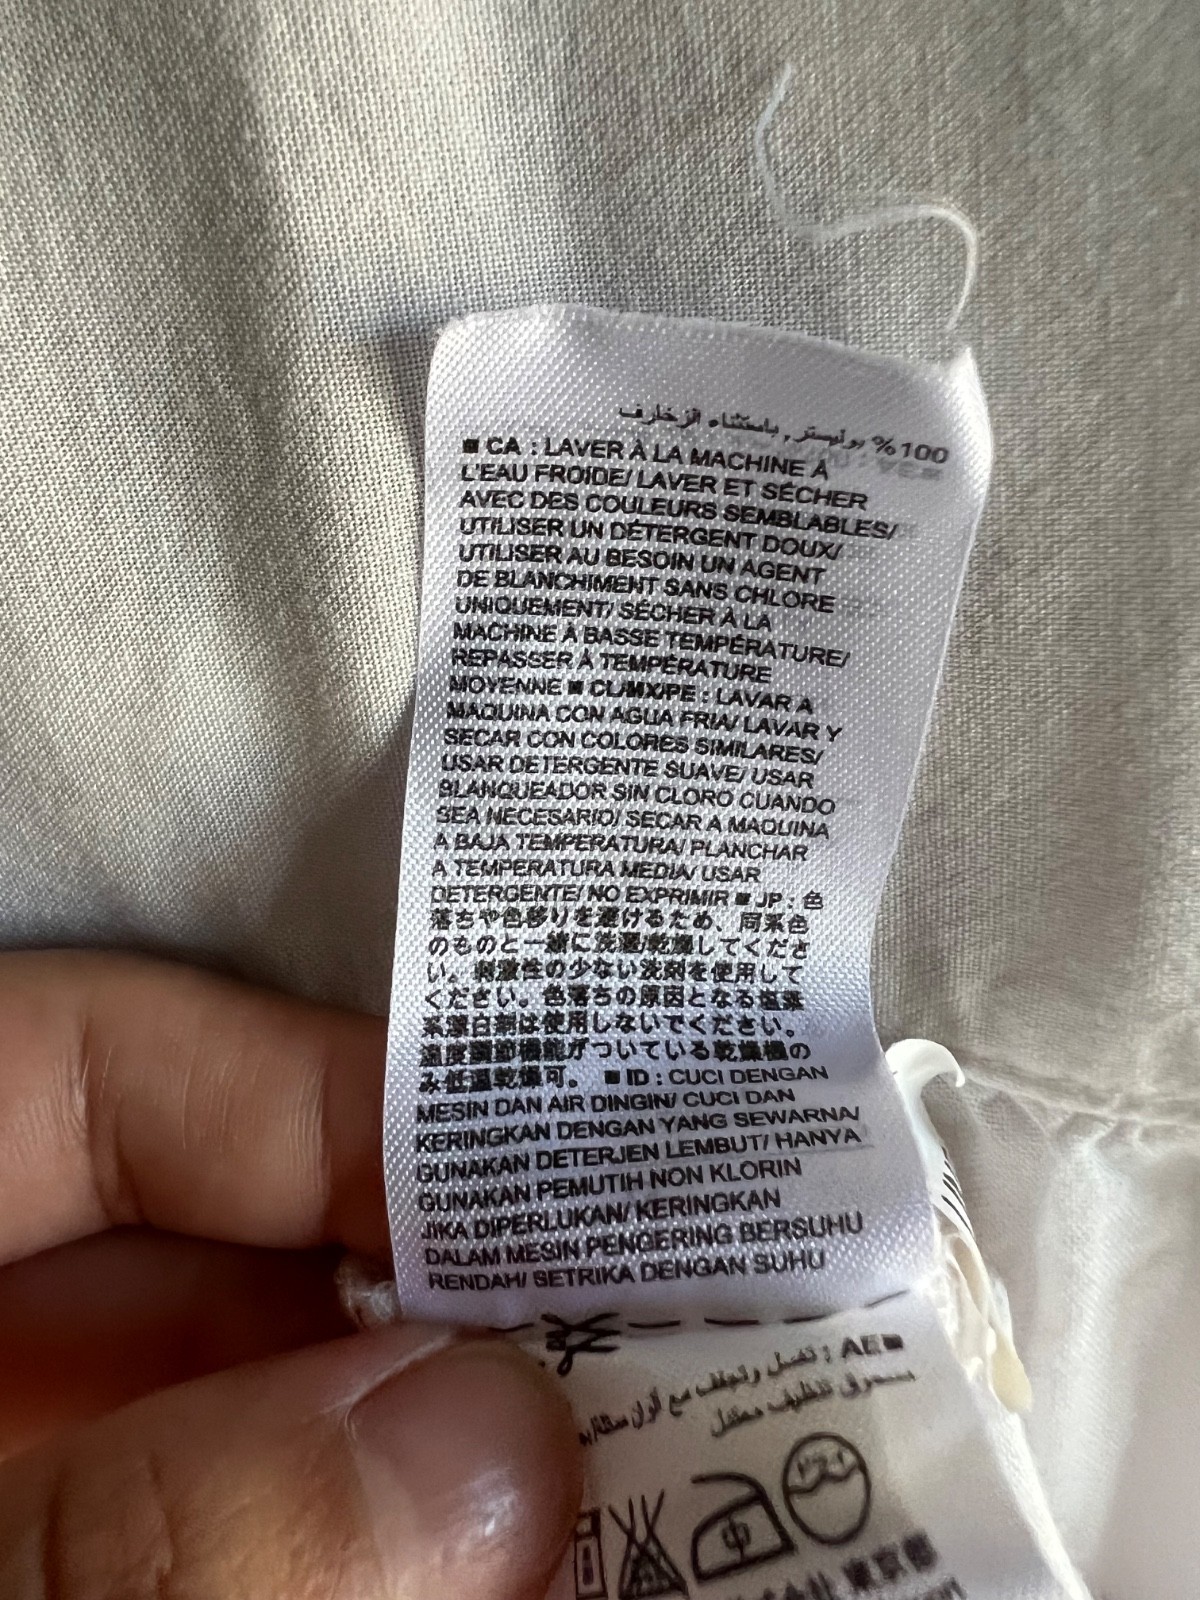 100% بوليستر, باستثناء الزخارف
■ CA : LAVER À LA MACHINE À
L'EAU FROIDE/ LAVER ET SÉCHER
AVEC DES COULEURS SEMBLABLES/
UTILISER UN DÉTERGENT DOUX/
UTILISER AU BESOIN UN AGENT
DE BLANCHIMENT SANS CHLORE
UNIQUEMENT/ SÉCHER À LA
MACHINE À BASSE TEMPÉRATURE/
REPASSER À TEMPÉRATURE
MOYENNE ■ CL/MX/PE : LAVAR A
MAQUINA CON AGUA FRIA/ LAVAR Y
SECAR CON COLORES SIMILARES/
USAR DETERGENTE SUAVE/ USAR
BLANQUEADOR SIN CLORO CUANDO
SEA NECESARIO/ SECAR A MAQUINA
A BAJA TEMPERATURA/ PLANCHAR
A TEMPERATURA MEDIA/ USAR
DETERGENTE/ NO EXPRIMIR ■ JP : 色
落ちや色移りを避けるため、同系色
のものと一緒に洗濯/乾燥してくださ
い。刺激性の少ない洗剤を使用して
ください。色落ちの原因となる塩素
系漂白剤は使用しないでください。
温度調節機能がついている乾燥機の
み低温乾燥可。 ■ ID : CUCI DENGAN
MESIN DAN AIR DINGIN/ CUCI DAN
KERINGKAN DENGAN YANG SEWARNA/
GUNAKAN DETERJEN LEMBUT/ HANYA
GUNAKAN PEMUTIH NON KLORIN
JIKA DIPERLUKAN/ KERINGKAN
DALAM MESIN PENGERING BERSUHU
RENDAH/ SETRIKA DENGAN SUHU
■AE : تغسل وتجفف مع ألوان
مسحوق تنظيف معتدل